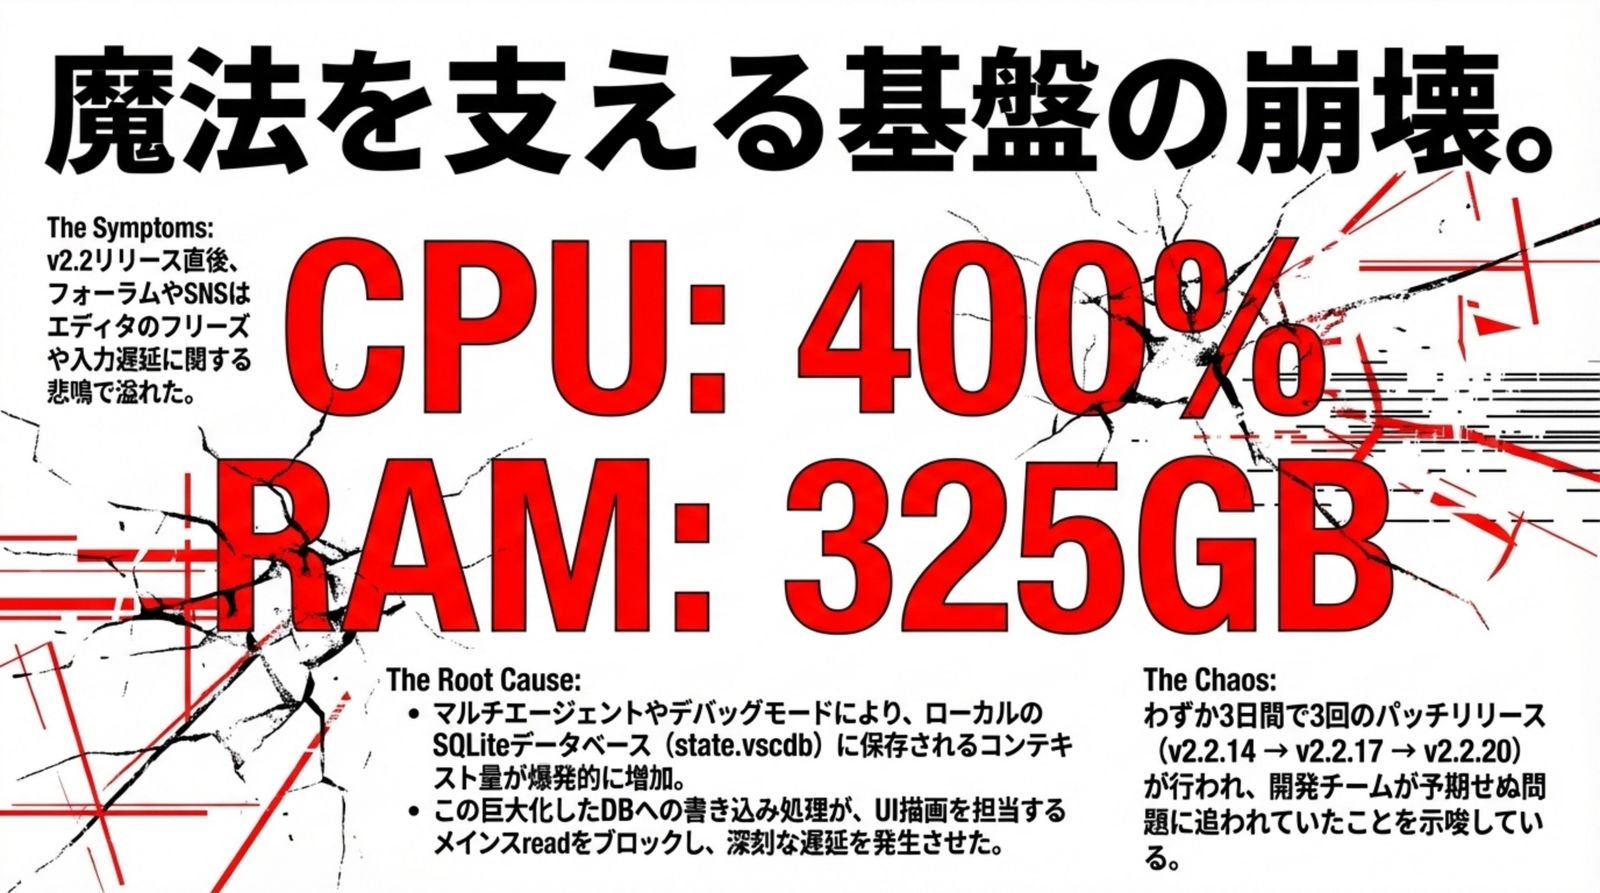 魔法を支える基盤の崩壊。
The Symptoms:
v2.2リリース直後、
フォーラムやSNSは
エディタのフリーズ
や入力遅延に関する
悲鳴で溢れた。
CPU: 400%
RAM: 325GB
The Root Cause:
• マルチエージェントやデバッグモードにより、ローカルの
SQLiteデータベース（state.vscdb）に保存されるコンテキ
スト量が爆発的に増加。
• この巨大化したDBへの書き込み処理が、UI描画を担当する
メインスreadをブロックし、深刻な遅延を発生させた。
The Chaos:
わずか3日間で3回のパッチリリース
（v2.2.14 → v2.2.17 → v2.2.20）
が行われ、開発チームが予期せぬ問
題に追われていたことを示唆してい
る。